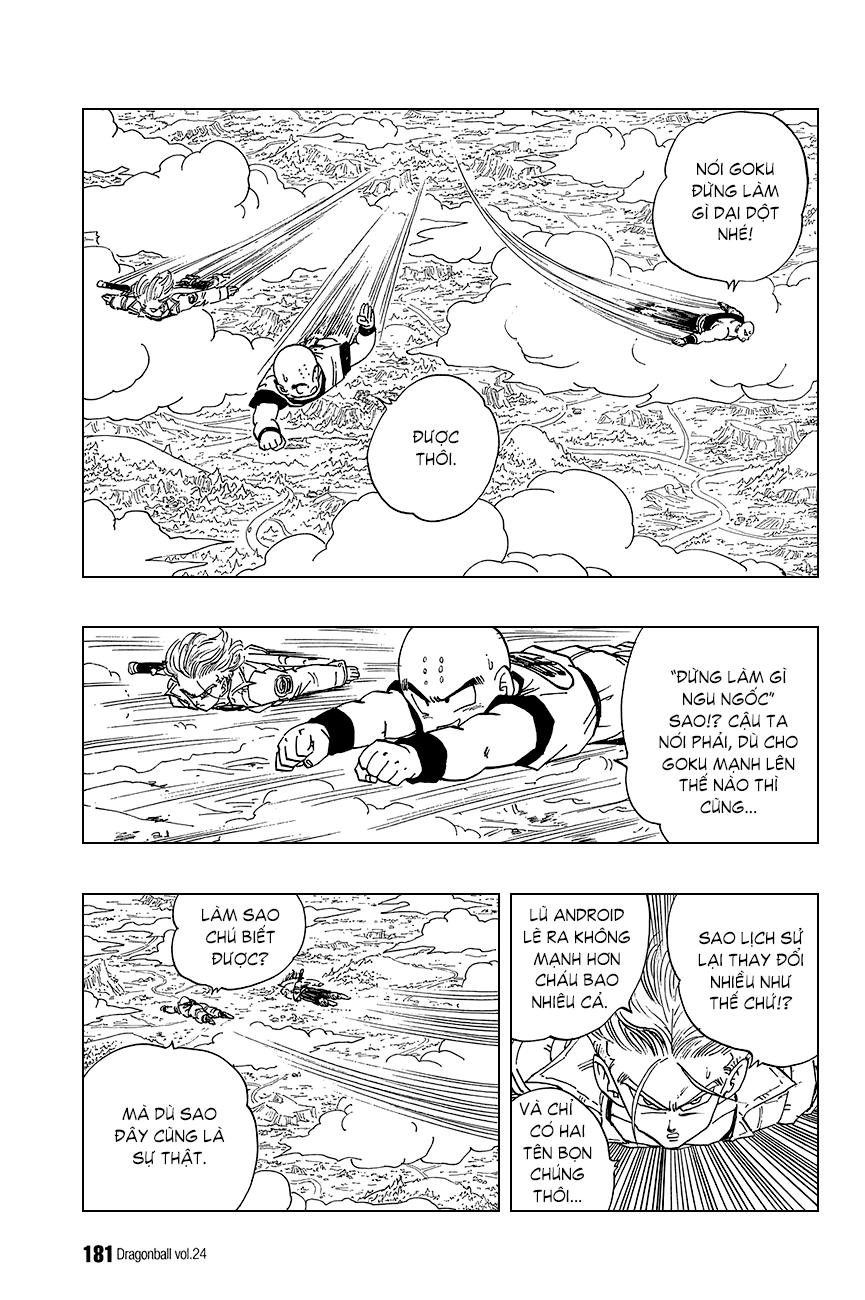 NÓI GOKU
ĐỪNG LÀM
GÌ DẠI DỘT
NHÉ!
ĐƯỢC
THÔI.
"ĐỪNG LÀM GÌ
NGU NGỐC"
SAO!? CẬU TA
NÓI PHẢI, DÙ CHO
GOKU MẠNH LÊN
THẾ NÀO THÌ
CŨNG...
LÀM SAO
CHÚ BIẾT
ĐƯỢC?
MÀ DÙ SAO
ĐÂY CŨNG LÀ
SỰ THẬT.
SAO LỊCH SỬ
LẠI THAY ĐỔI
NHIỀU NHƯ
THẾ CHỨ!?
LŨ ANDROID
LẼ RA KHÔNG
MẠNH HƠN
CHÁU BAO
NHIÊU CẢ.
VÀ CHỈ
CÓ HAI
TÊN BỌN
CHÚNG
THÔI...
181 Dragonball vol.24